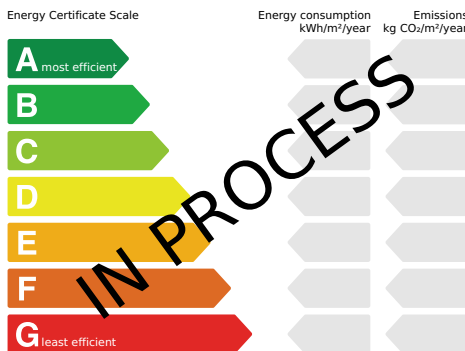 Energy Certificate Scale
Energy consumption
kWh/m²/year
Emissions
kg CO₂/m²/year
A most efficient
B
C
D
E
F
G least efficient
IN PROCESS